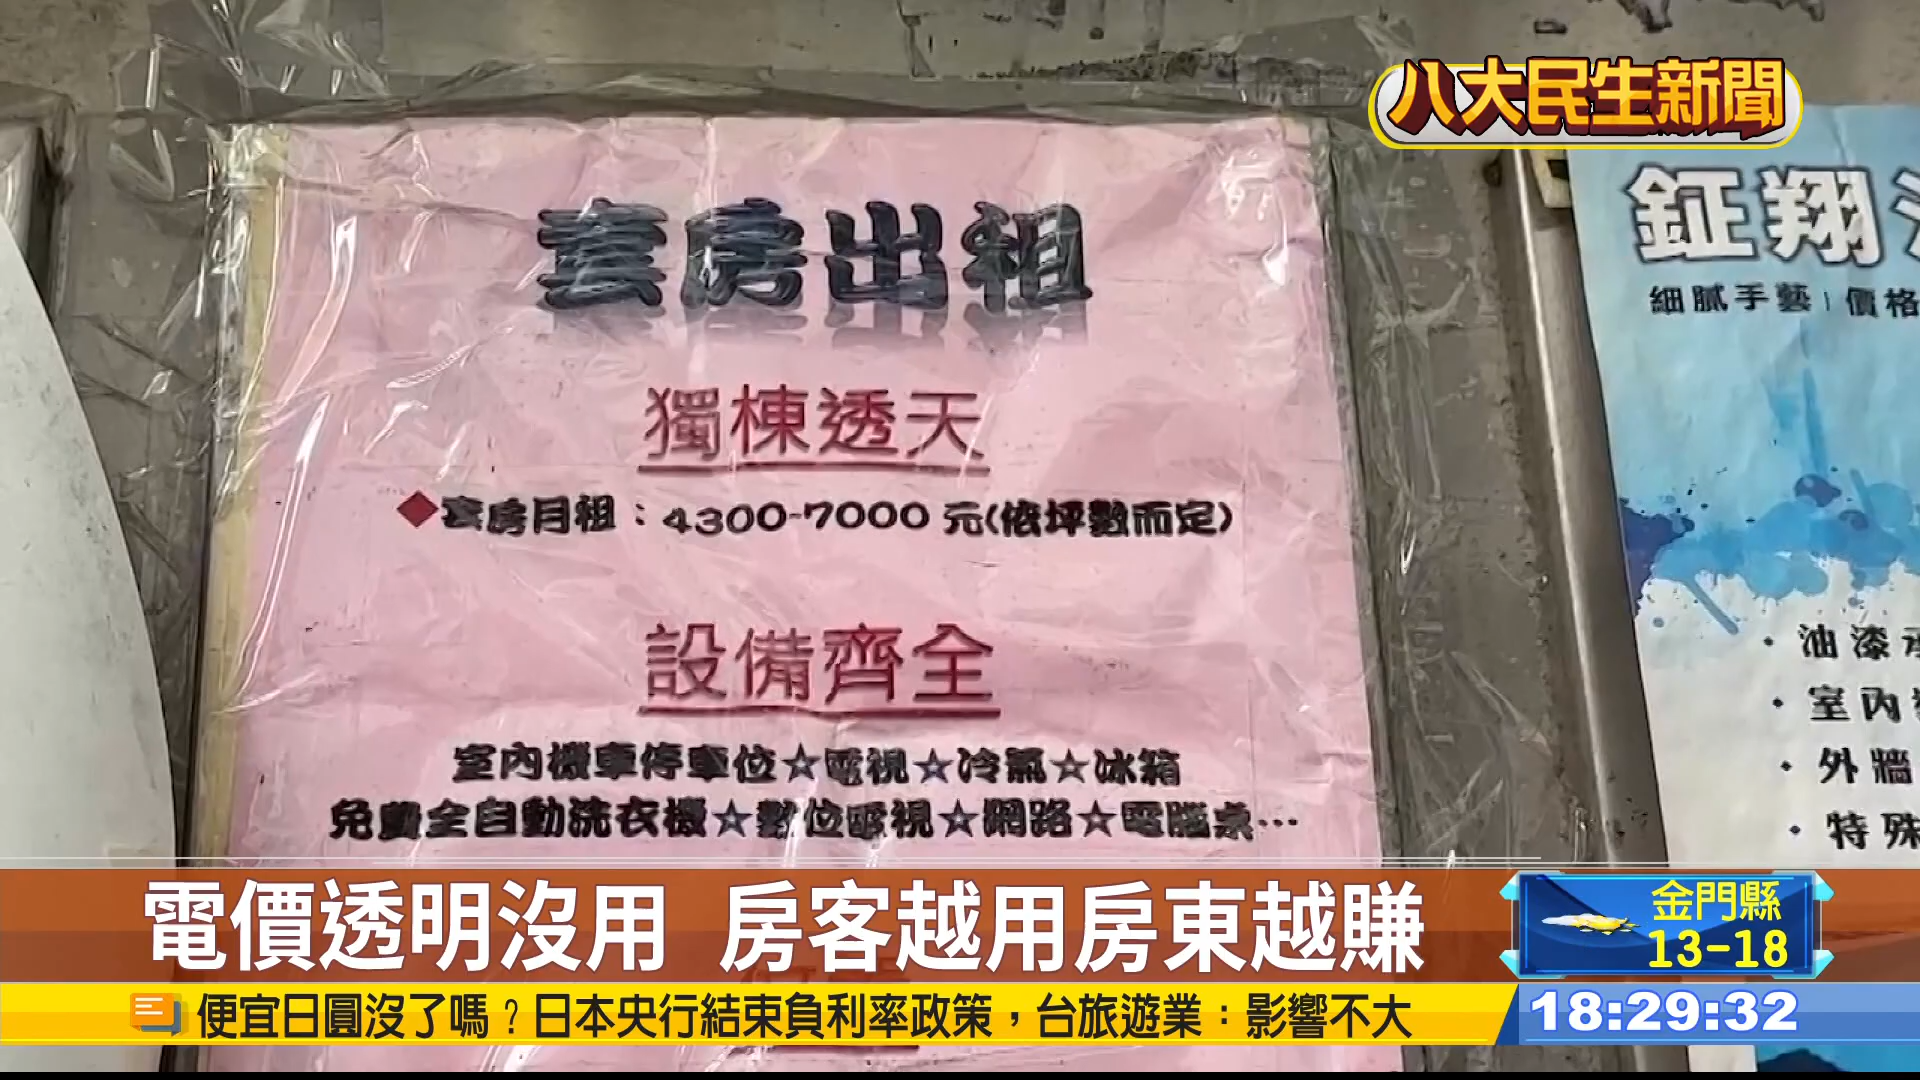 八大民生新聞
套房出租
獨棟透天
◆套房月租：4300-7000 元(依坪數而定)
設備齊全
室內機車停車位☆電視☆冷氣☆冰箱
免費全自動洗衣機☆數位電視☆網路☆電腦桌…
鉦翔
細膩手藝 | 價格
· 油漆
· 室內
· 外牆
· 特殊
電價透明沒用 房客越用房東越賺
金門縣
13-18
便宜日圓沒了嗎？日本央行結束負利率政策，台旅遊業：影響不大
18:29:32